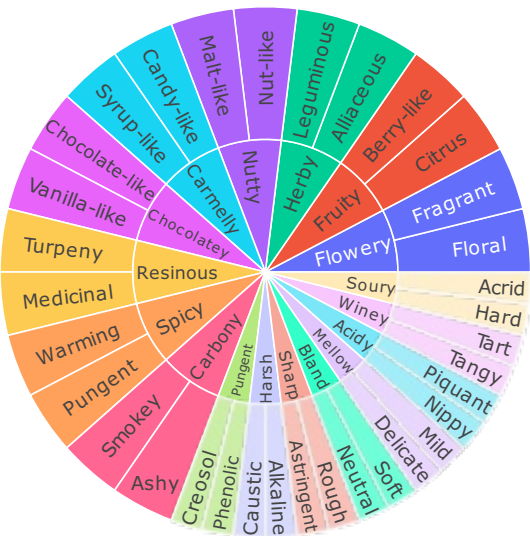 Nutty
Malt-like
Nut-like
Herby
Leguminous
Alliaceous
Fruity
Berry-like
Citrus
Flowery
Fragrant
Floral
Soury
Acrid
Hard
Winey
Tart
Tangy
Acidy
Piquant
Nippy
Mellow
Mild
Delicate
Bland
Soft
Neutral
Sharp
Rough
Astringent
Harsh
Alkaline
Caustic
Pungent
Phenolic
Creosol
Carbony
Ashy
Smokey
Spicy
Pungent
Warming
Resinous
Medicinal
Turpeny
Chocolatey
Vanilla-like
Chocolate-like
Carmelly
Syrup-like
Candy-like